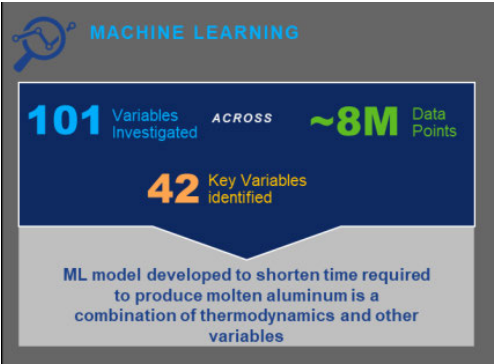 MACHINE LEARNING
101 Variables Investigated ACROSS ~8M Data Points
42 Key Variables identified
ML model developed to shorten time required
to produce molten aluminum is a
combination of thermodynamics and other
variables